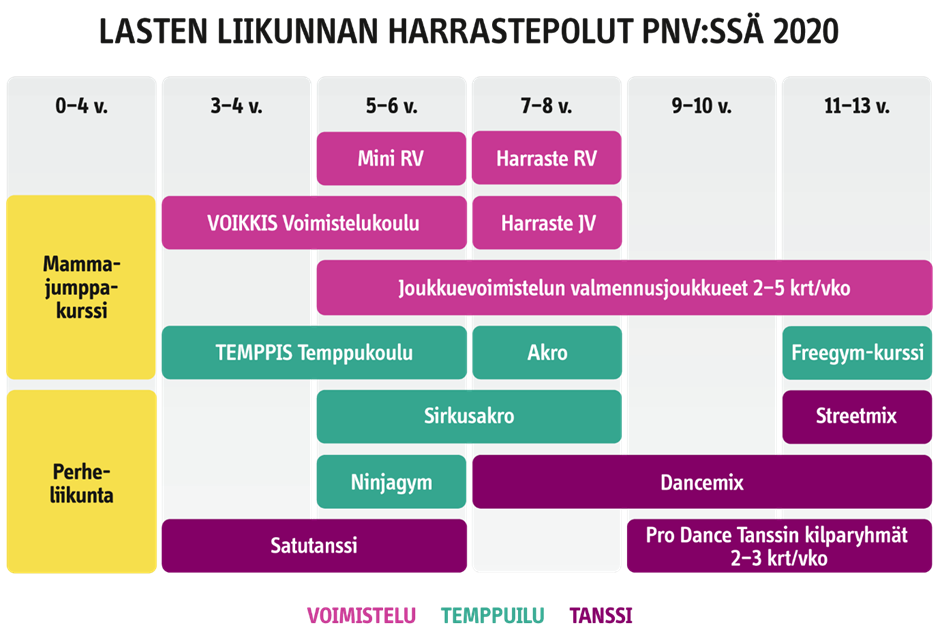 LASTEN LIIKUNNAN HARRASTEPOLUT PNV:SSÄ 2020
0–4 v.
3–4 v.
5–6 v.
7–8 v.
9–10 v.
11–13 v.
Mini RV
Harraste RV
Mamma-
jumppa-
kurssi
VOIKKIS Voimistelukoulu
Harraste JV
Joukkuevoimistelun valmennusjoukkueet 2–5 krt/vko
TEMPPIS Temppukoulu
Akro
Freegym-kurssi
Perhe-
liikunta
Sirkusakro
Streetmix
Ninjagym
Dancemix
Satutanssi
Pro Dance Tanssin kilparyhmät
2–3 krt/vko
VOIMISTELU
TEMPPUILU
TANSSI